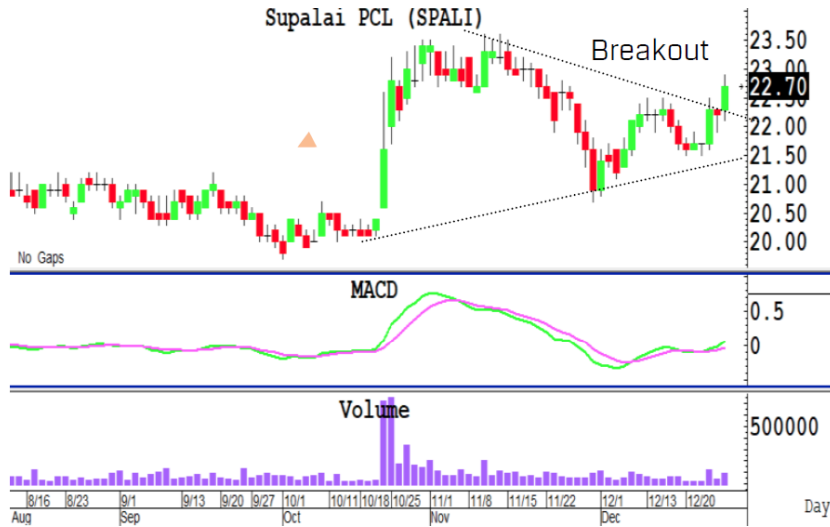 Supalai PCL (SPALI)
Breakout
23.50
23.00
22.70
22.50
22.00
21.50
21.00
20.50
20.00
No Gaps
MACD
0.5
0
Volume
500000
8/16 8/23 9/1 9/13 9/20 9/27 10/1 10/11 10/18 10/25 11/1 11/8 11/15 11/22 12/1 12/13 12/20
Aug Sep Oct Nov Dec Day